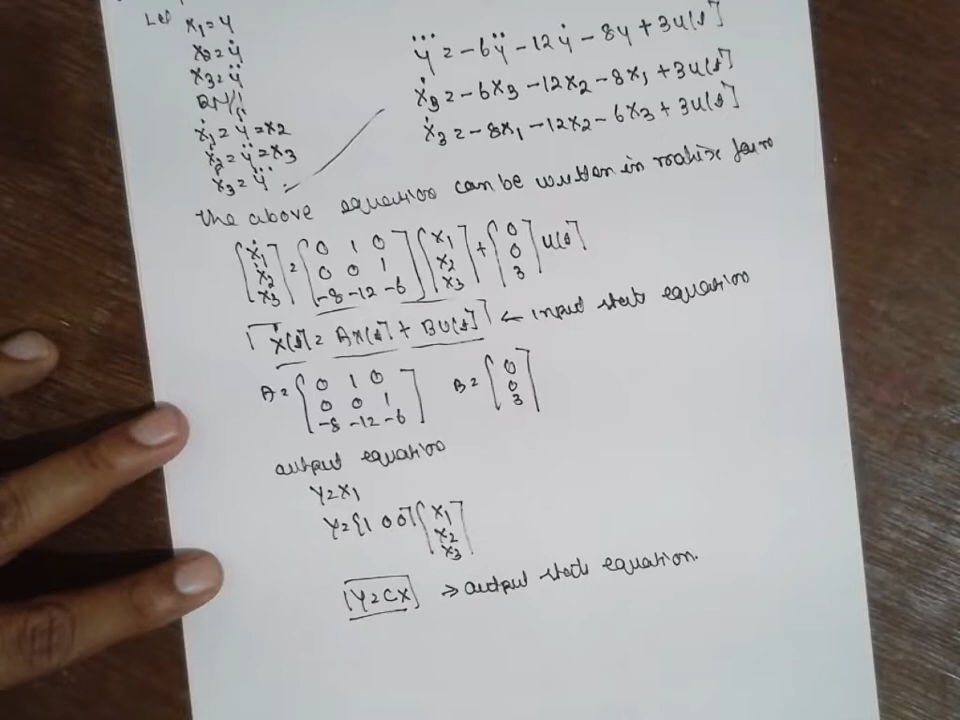 Let x₁ = y
x₂ = ẏ
x₃ = ÿ
ẋ₁ = ẏ = x₂
ẋ₂ = ÿ = x₃
ẋ₃ = y⃛
y⃛ = -6ÿ - 12ẏ - 8y + 3u(t)
ẋ₃ = -6x₃ - 12x₂ - 8x₁ + 3u(t)
ẋ₃ = -8x₁ - 12x₂ - 6x₃ + 3u(t)
the above equation can be written in matrix form
[ẋ₁ = [0 1 0 [x₁ + [0
ẋ₂ 0 0 1 x₂ 0 u(t)
ẋ₃] -8 -12 -6] x₃] 3]
ẋ(t) = Ax(t) + BU(t) ← input state equation
A = [0 1 0 B = [0
0 0 1 0
-8 -12 -6] 3]
output equation
Y = x₁
Y = [1 0 0] [x₁
x₂
x₃]
Y = CX → output state equation.